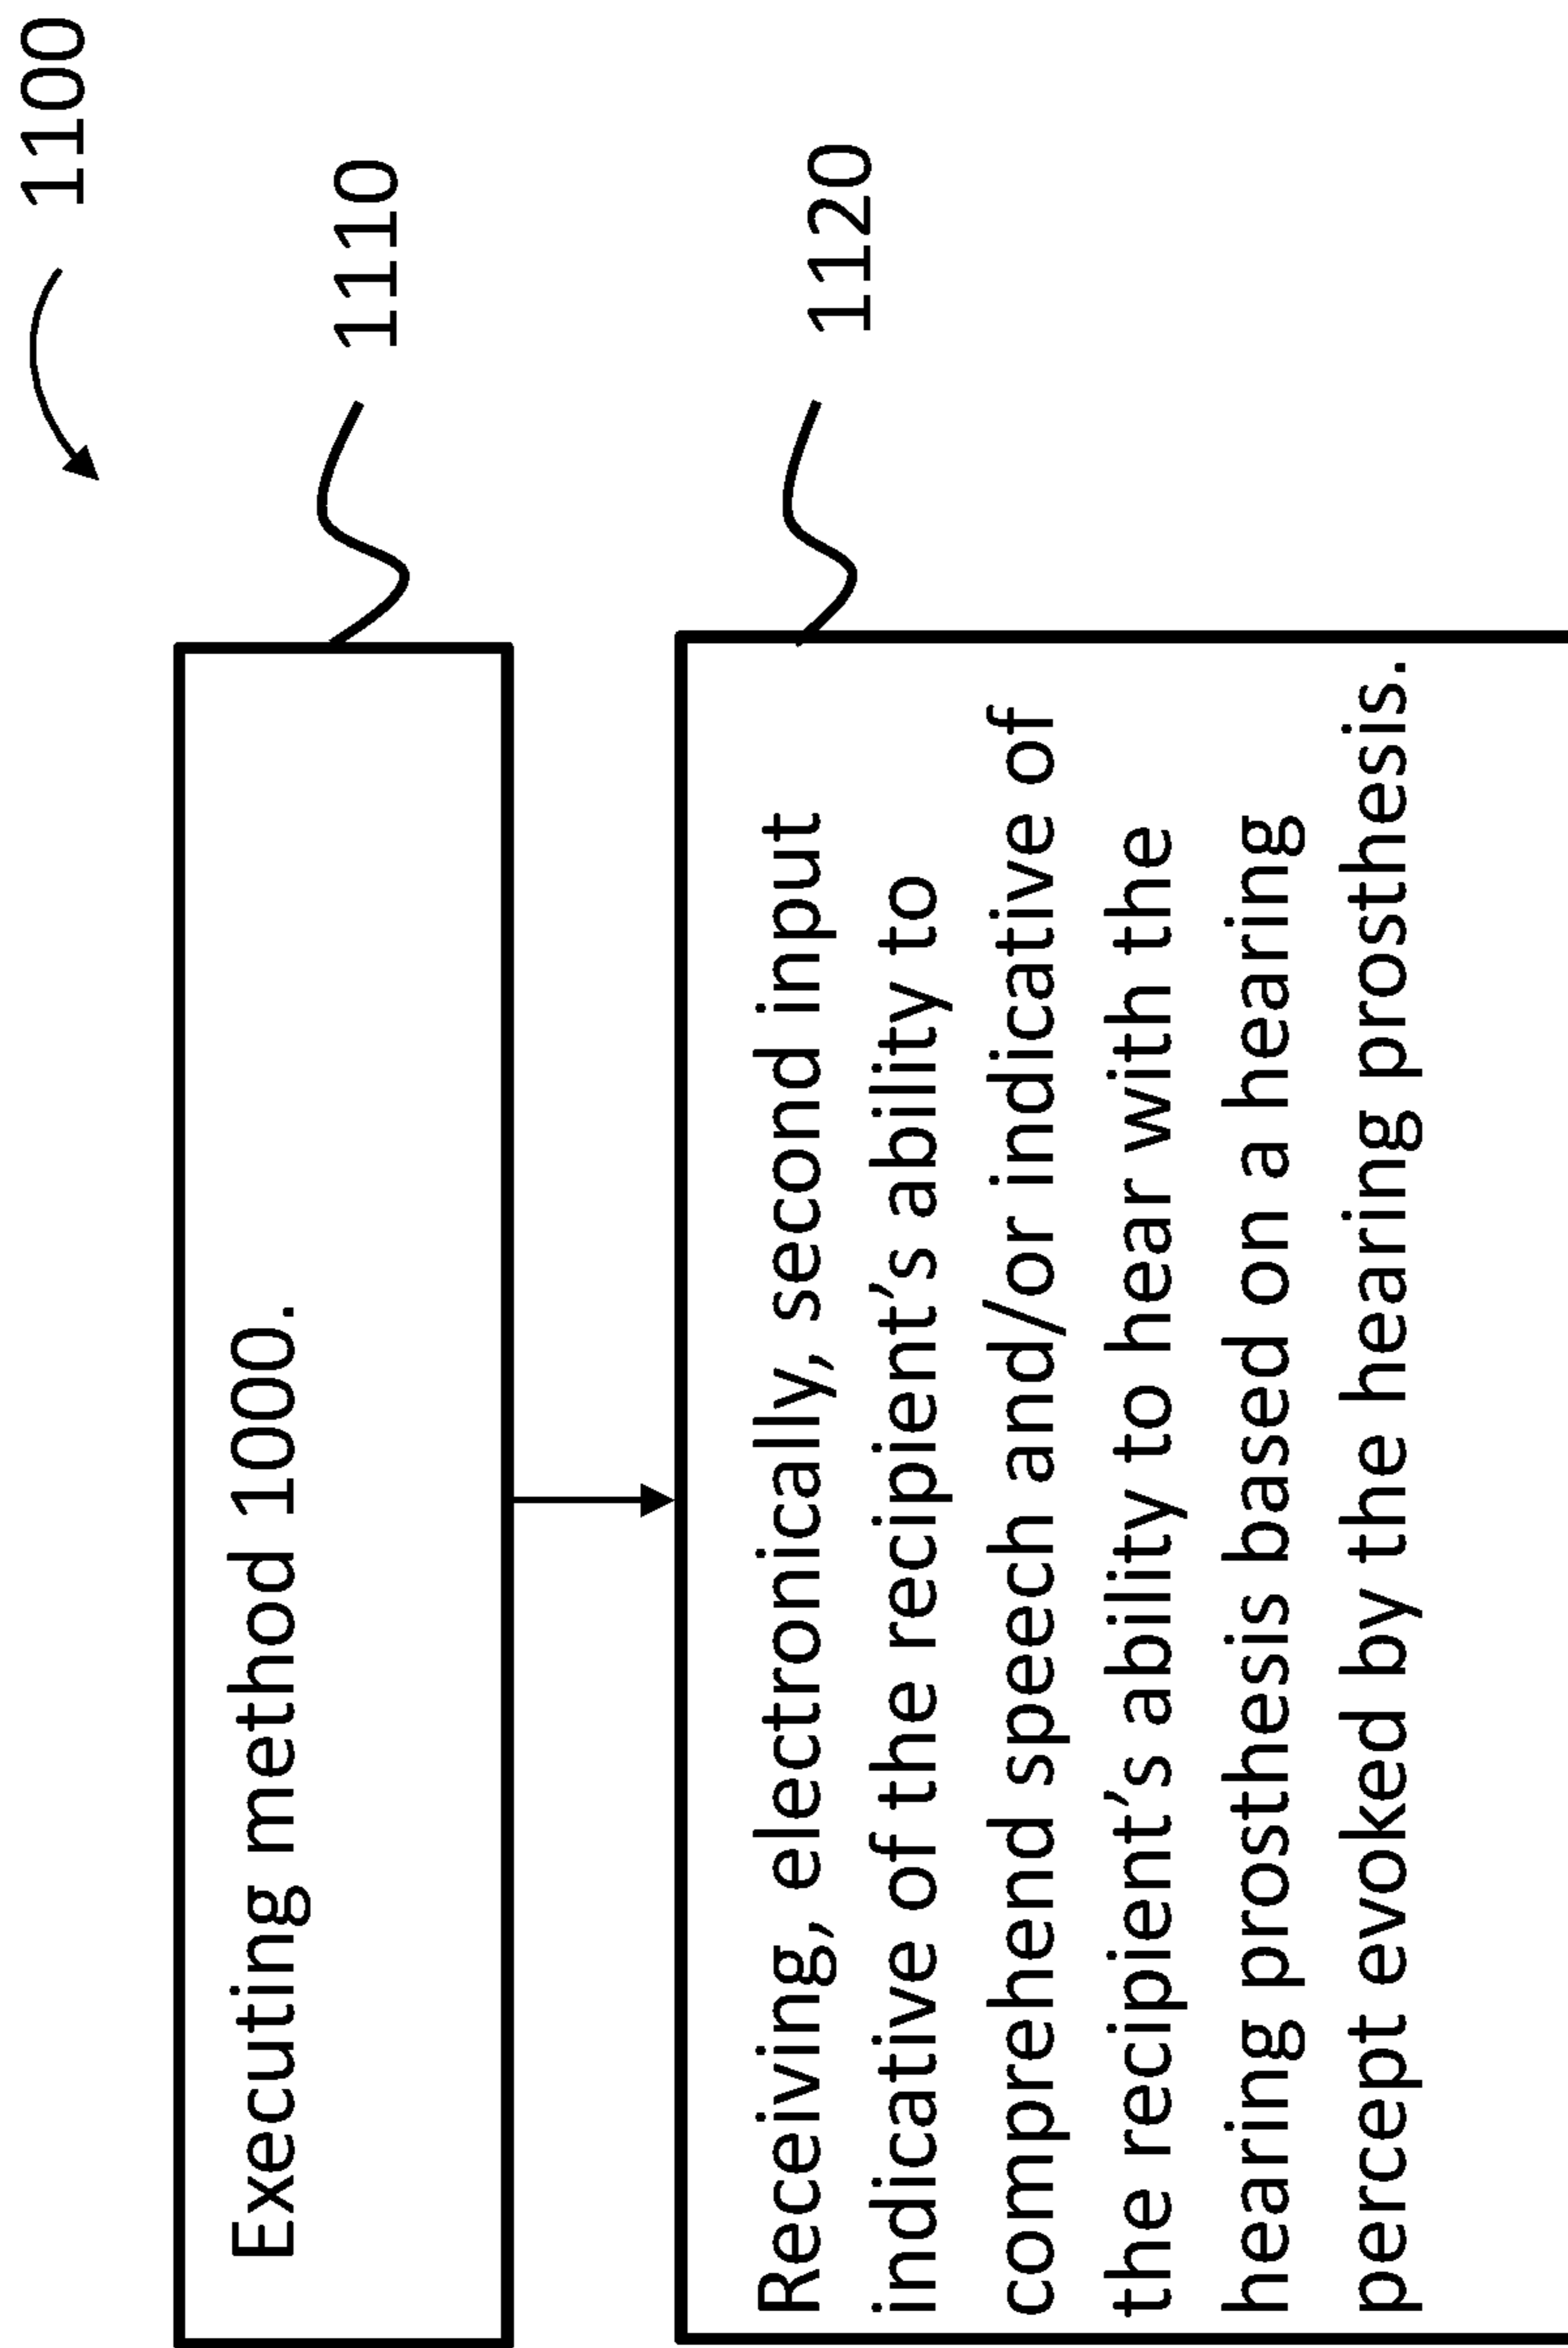 1100
Executing method 1000.
1110
Receiving, electronically, second input
indicative of the recipient’s ability to
comprehend speech and/or indicative of
the recipient’s ability to hear with the
hearing prosthesis based on a hearing
percept evoked by the hearing prosthesis.
1120